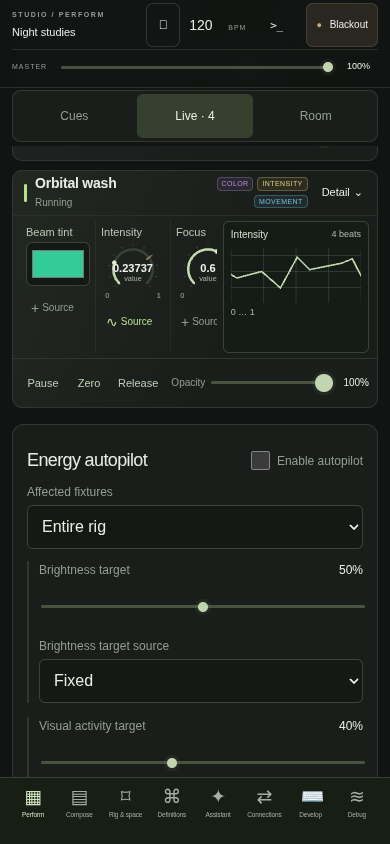 STUDIO / PERFORM
Night studies
120 BPM >_ Blackout
MASTER 100%
Cues Live · 4 Room
Orbital wash
Running
COLOR INTENSITY
MOVEMENT
Detail
Beam tint Intensity Focus
Intensity 4 beats
0.23737 value
0.6 value
0 1 0
+ Source
Source
+ Sourc
0 … 1
Pause Zero Release Opacity 100%
Energy autopilot
Enable autopilot
Affected fixtures
Entire rig
Brightness target 50%
Brightness target source
Fixed
Visual activity target 40%
Perform Compose Rig & space Definitions Assistant Connections Develop Debug